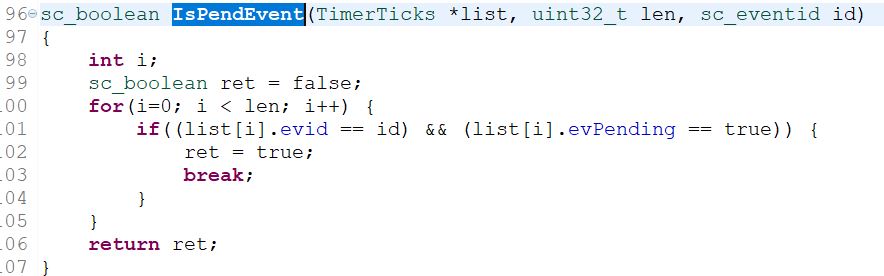 96 sc_boolean IsPendEvent(TimerTicks *list, uint32_t len, sc_eventid id)
97 {
98     int i;
99     sc_boolean ret = false;
00     for(i=0; i < len; i++) {
01         if((list[i].evid == id) && (list[i].evPending == true)) {
02             ret = true;
03             break;
04         }
05     }
06     return ret;
07 }